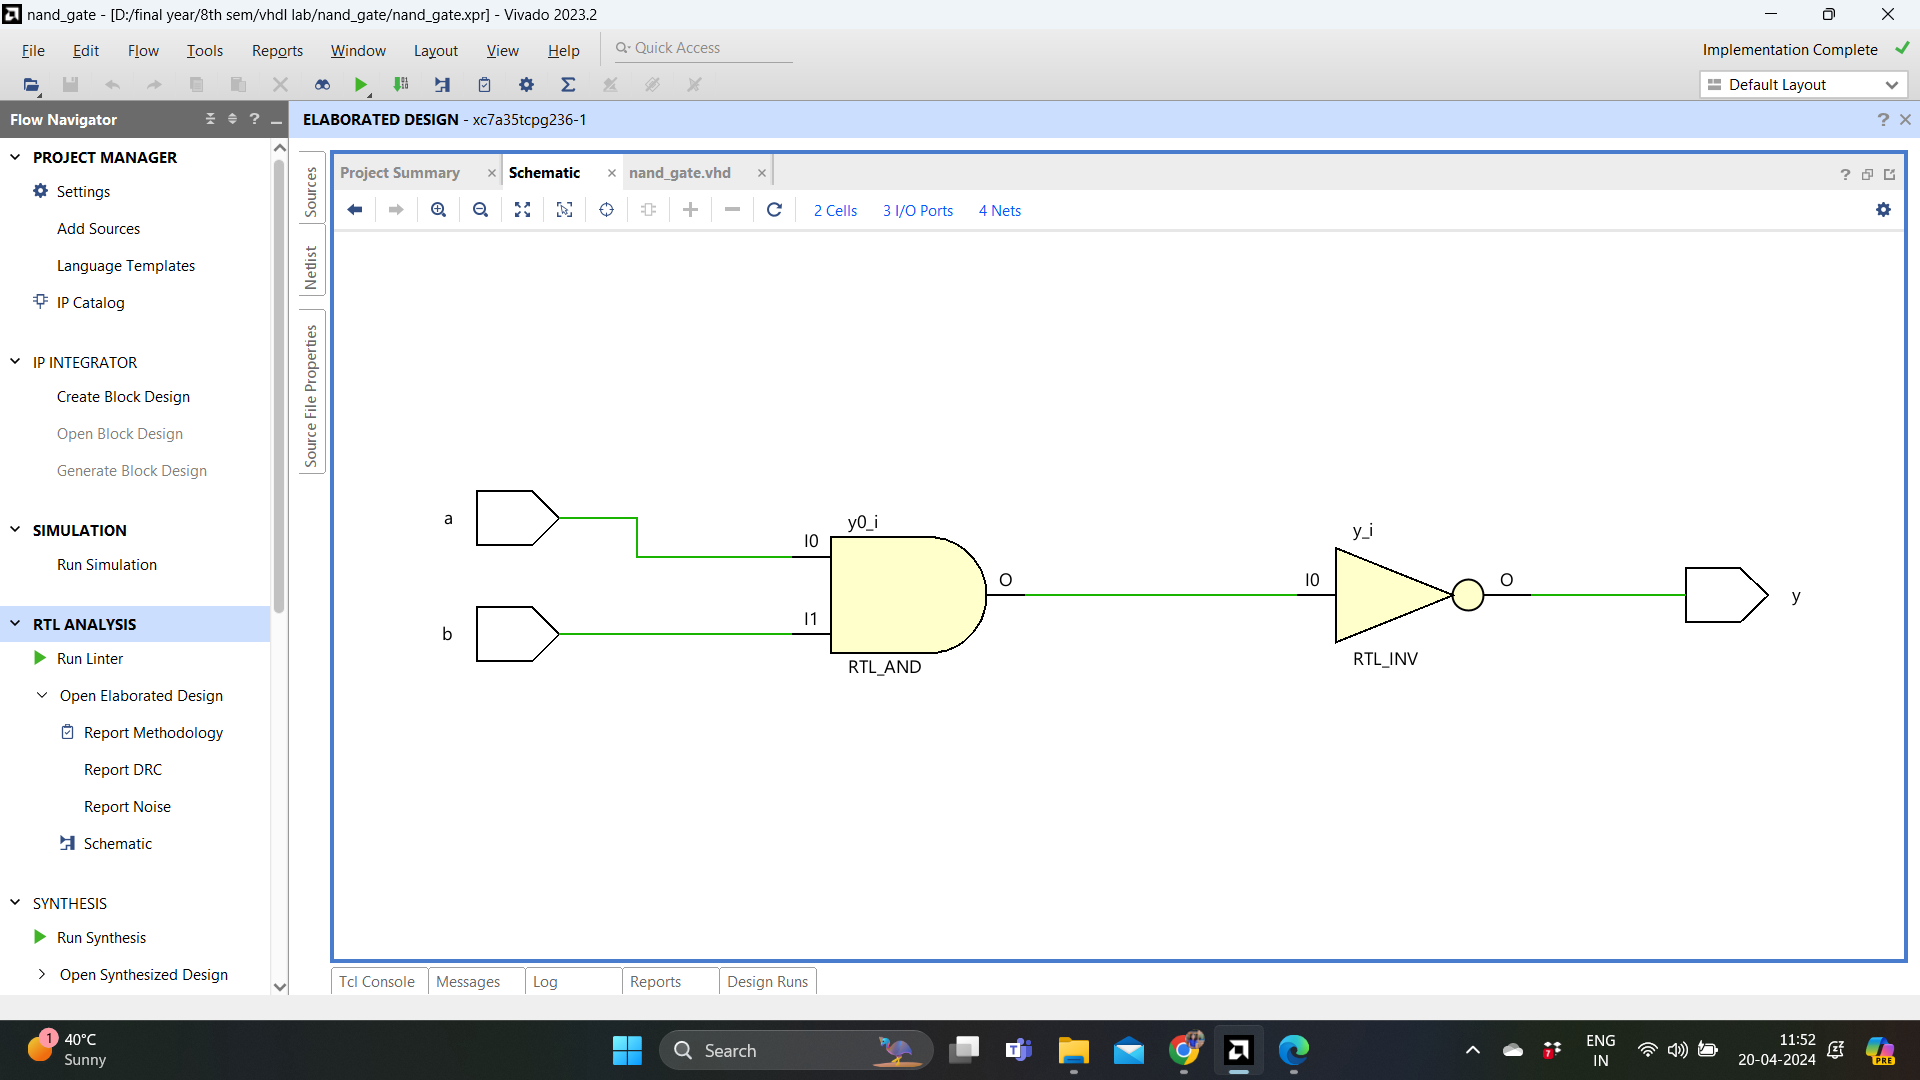 nand_gate - [D:/final year/8th sem/vhdl lab/nand_gate/nand_gate.xpr] - Vivado 2023.2
File Edit Flow Tools Reports Window Layout View Help Quick Access
Implementation Complete
Default Layout
Flow Navigator
ELABORATED DESIGN - xc7a35tcpg236-1
PROJECT MANAGER
Settings
Add Sources
Language Templates
IP Catalog
IP INTEGRATOR
Create Block Design
Open Block Design
Generate Block Design
SIMULATION
Run Simulation
RTL ANALYSIS
Run Linter
Open Elaborated Design
Report Methodology
Report DRC
Report Noise
Schematic
SYNTHESIS
Run Synthesis
Open Synthesized Design
Sources
Netlist
Source File Properties
Project Summary
Schematic
nand_gate.vhd
2 Cells 3 I/O Ports 4 Nets
a
b
I0
I1
y0_i
O
RTL_AND
I0
y_i
O
RTL_INV
y
Tcl Console
Messages
Log
Reports
Design Runs
1
40°C
Sunny
Search
7
ENG
IN
11:52
20-04-2024
PRE